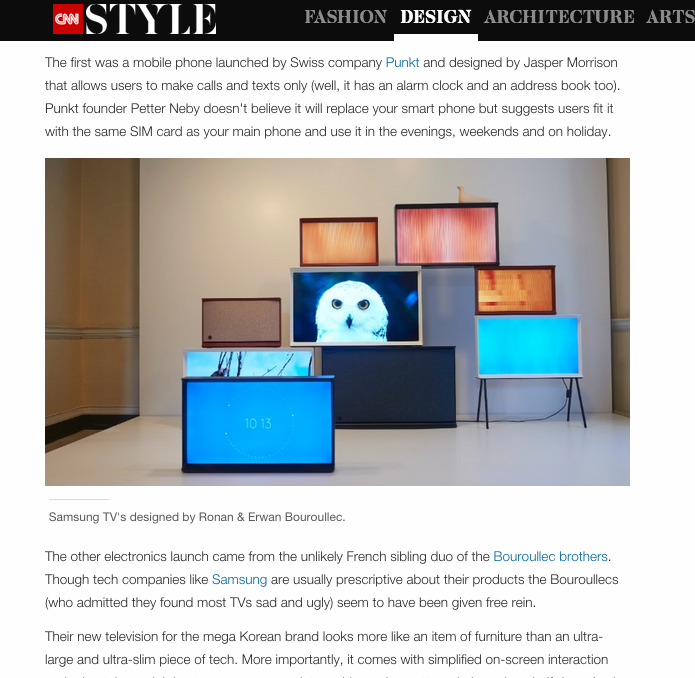 CNN STYLE FASHION DESIGN ARCHITECTURE ARTS
The first was a mobile phone launched by Swiss company Punkt and designed by Jasper Morrison
that allows users to make calls and texts only (well, it has an alarm clock and an address book too).
Punkt founder Petter Neby doesn't believe it will replace your smart phone but suggests users fit it
with the same SIM card as your main phone and use it in the evenings, weekends and on holiday.
10 13
Samsung TV's designed by Ronan & Erwan Bouroullec.
The other electronics launch came from the unlikely French sibling duo of the Bouroullec brothers.
Though tech companies like Samsung are usually prescriptive about their products the Bouroullecs
(who admitted they found most TVs sad and ugly) seem to have been given free rein.
Their new television for the mega Korean brand looks more like an item of furniture than an ultra-
large and ultra-slim piece of tech. More importantly, it comes with simplified on-screen interaction